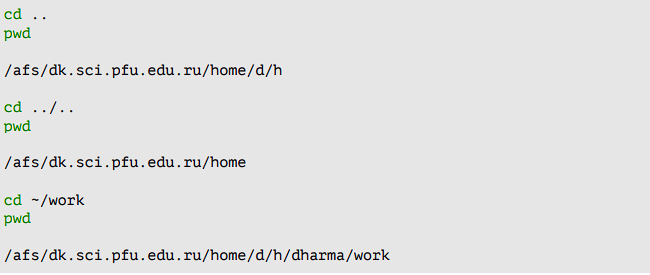 cd ..
pwd
/afs/dk.sci.pfu.edu.ru/home/d/h
cd ../..
pwd
/afs/dk.sci.pfu.edu.ru/home
cd ~/work
pwd
/afs/dk.sci.pfu.edu.ru/home/d/h/dharma/work